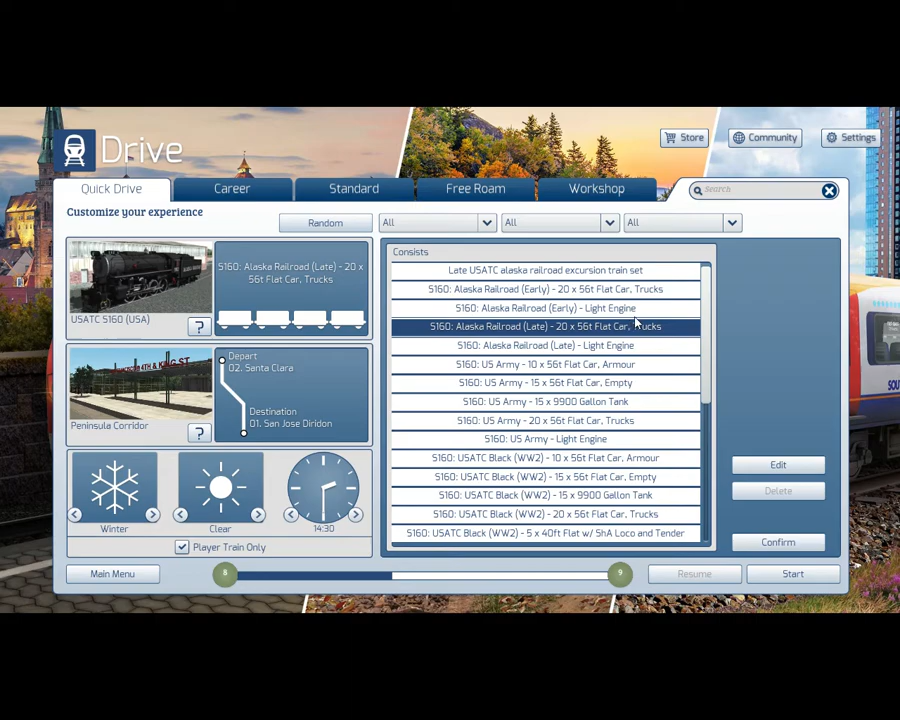 Drive
Store
Community
Settings
Quick Drive
Career
Standard
Free Roam
Workshop
Search
Customize your experience
Random
All
All
All
S160: Alaska Railroad (Late) - 20 x
56t Flat Car, Trucks
USATC S160 (USA)
?
4TH & KING ST
Depart
02. Santa Clara
Destination
01. San Jose Diridon
Peninsula Corridor
?
Winter
Clear
14:30
Player Train Only
Consists
Late USATC alaska railroad excursion train set
S160: Alaska Railroad (Early) - 20 x 56t Flat Car, Trucks
S160: Alaska Railroad (Early) - Light Engine
S160: Alaska Railroad (Late) - 20 x 56t Flat Car, Trucks
S160: Alaska Railroad (Late) - Light Engine
S160: US Army - 10 x 56t Flat Car, Armour
S160: US Army - 15 x 56t Flat Car, Empty
S160: US Army - 15 x 9900 Gallon Tank
S160: US Army - 20 x 56t Flat Car, Trucks
S160: US Army - Light Engine
S160: USATC Black (WW2) - 10 x 56t Flat Car, Armour
S160: USATC Black (WW2) - 15 x 56t Flat Car, Empty
S160: USATC Black (WW2) - 15 x 9900 Gallon Tank
S160: USATC Black (WW2) - 20 x 56t Flat Car, Trucks
S160: USATC Black (WW2) - 5 x 40ft Flat w/ ShA Loco and Tender
Edit
Delete
Confirm
Main Menu
8
9
Resume
Start